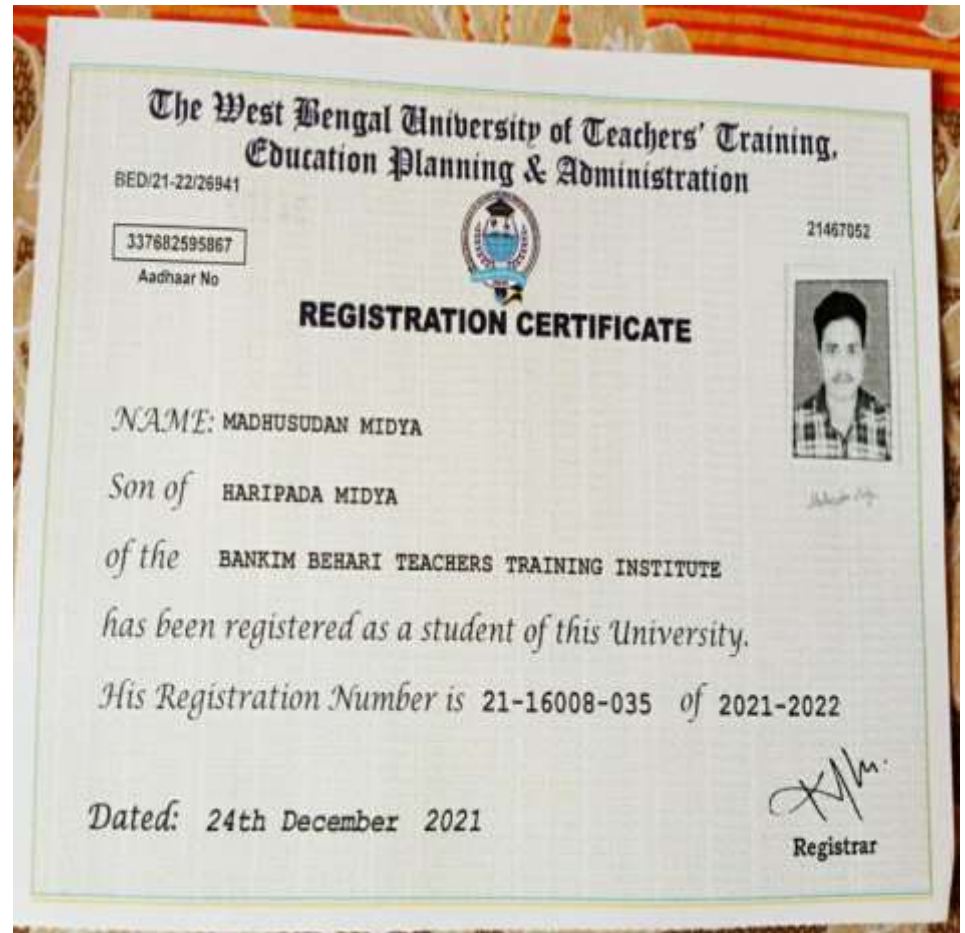 The West Bengal University of Teachers' Training,
Education Planning & Administration
BED/21-22/26941
21467052
337682595867
Aadhaar No
REGISTRATION CERTIFICATE
NAME: MADHUSUDAN MIDYA
Son of HARIPADA MIDYA
of the BANKIM BEHARI TEACHERS TRAINING INSTITUTE
has been registered as a student of this University.
His Registration Number is 21-16008-035 of 2021-2022
Dated: 24th December 2021
Registrar